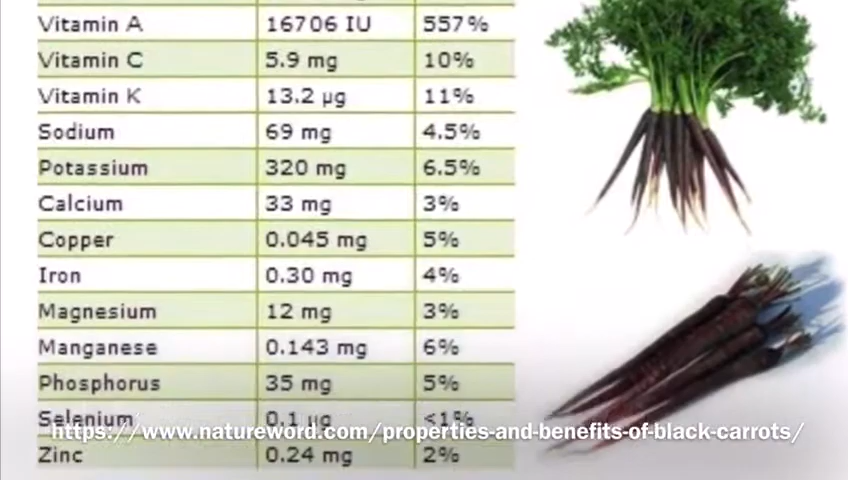 Vitamin A 16706 IU 557%
Vitamin C 5.9 mg 10%
Vitamin K 13.2 µg 11%
Sodium 69 mg 4.5%
Potassium 320 mg 6.5%
Calcium 33 mg 3%
Copper 0.045 mg 5%
Iron 0.30 mg 4%
Magnesium 12 mg 3%
Manganese 0.143 mg 6%
Phosphorus 35 mg 5%
Selenium 0.1 µg <1%
https://www.natureword.com/properties-and-benefits-of-black-carrots/
Zinc 0.24 mg 2%